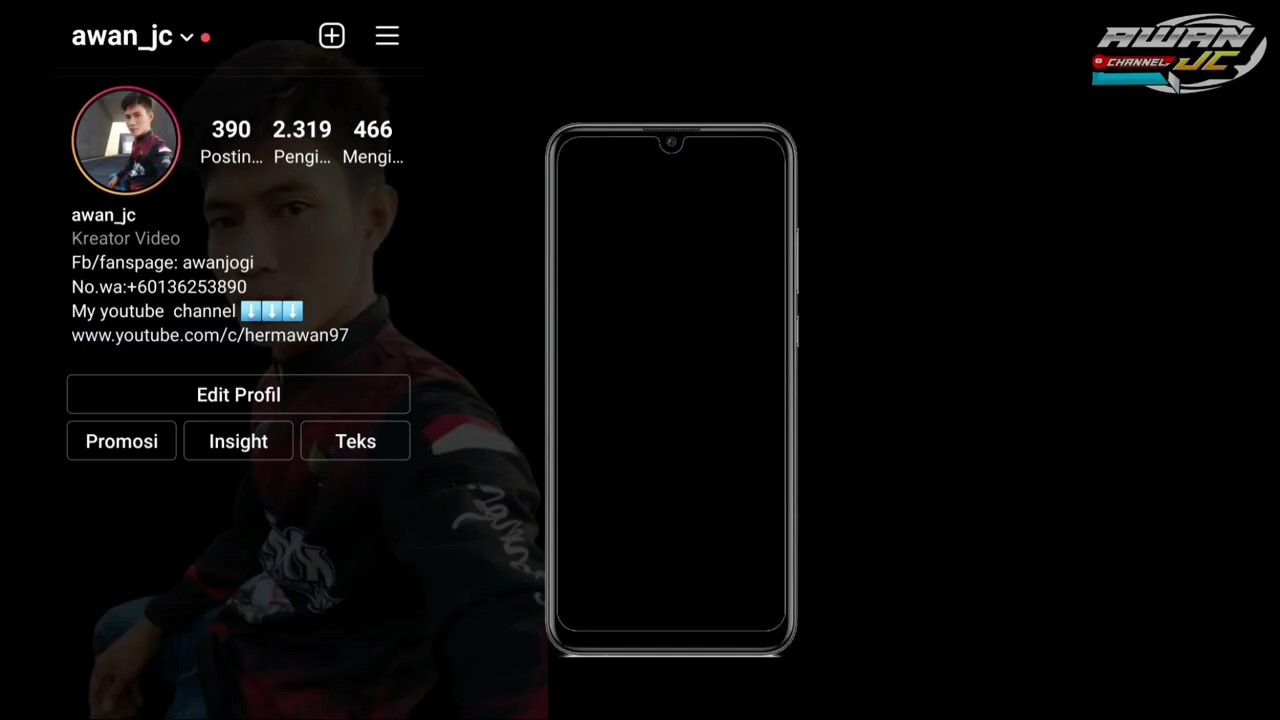 awan_jc
390 2.319 466
Postin... Pengi... Mengi...
awan_jc
Kreator Video
Fb/fanspage: awanjogi
No.wa:+60136253890
My youtube channel ⬇️⬇️⬇️
www.youtube.com/c/hermawan97
Edit Profil
Promosi Insight Teks
AWAN
CHANNEL JC